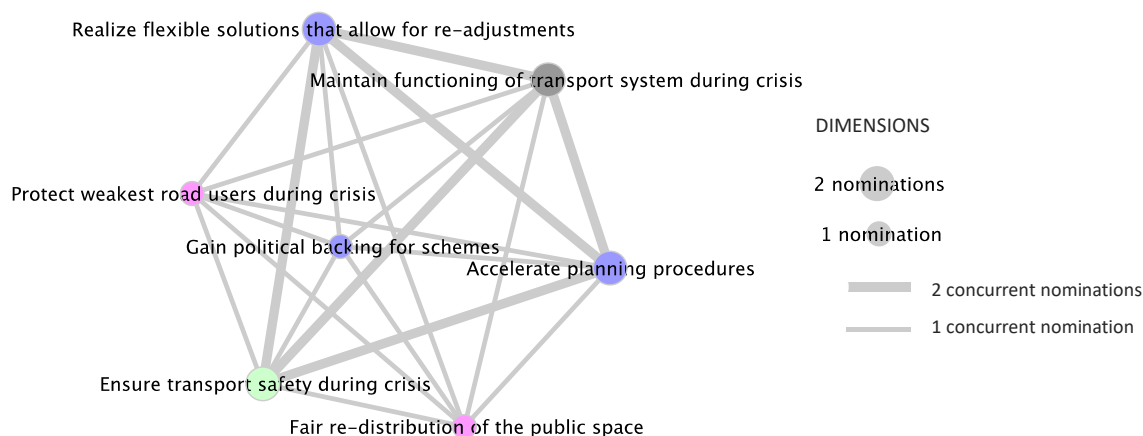 Realize flexible solutions that allow for re-adjustments
Maintain functioning of transport system during crisis
Protect weakest road users during crisis
Gain political backing for schemes
Accelerate planning procedures
Ensure transport safety during crisis
Fair re-distribution of the public space
DIMENSIONS
2 nominations
1 nomination
2 concurrent nominations
1 concurrent nomination